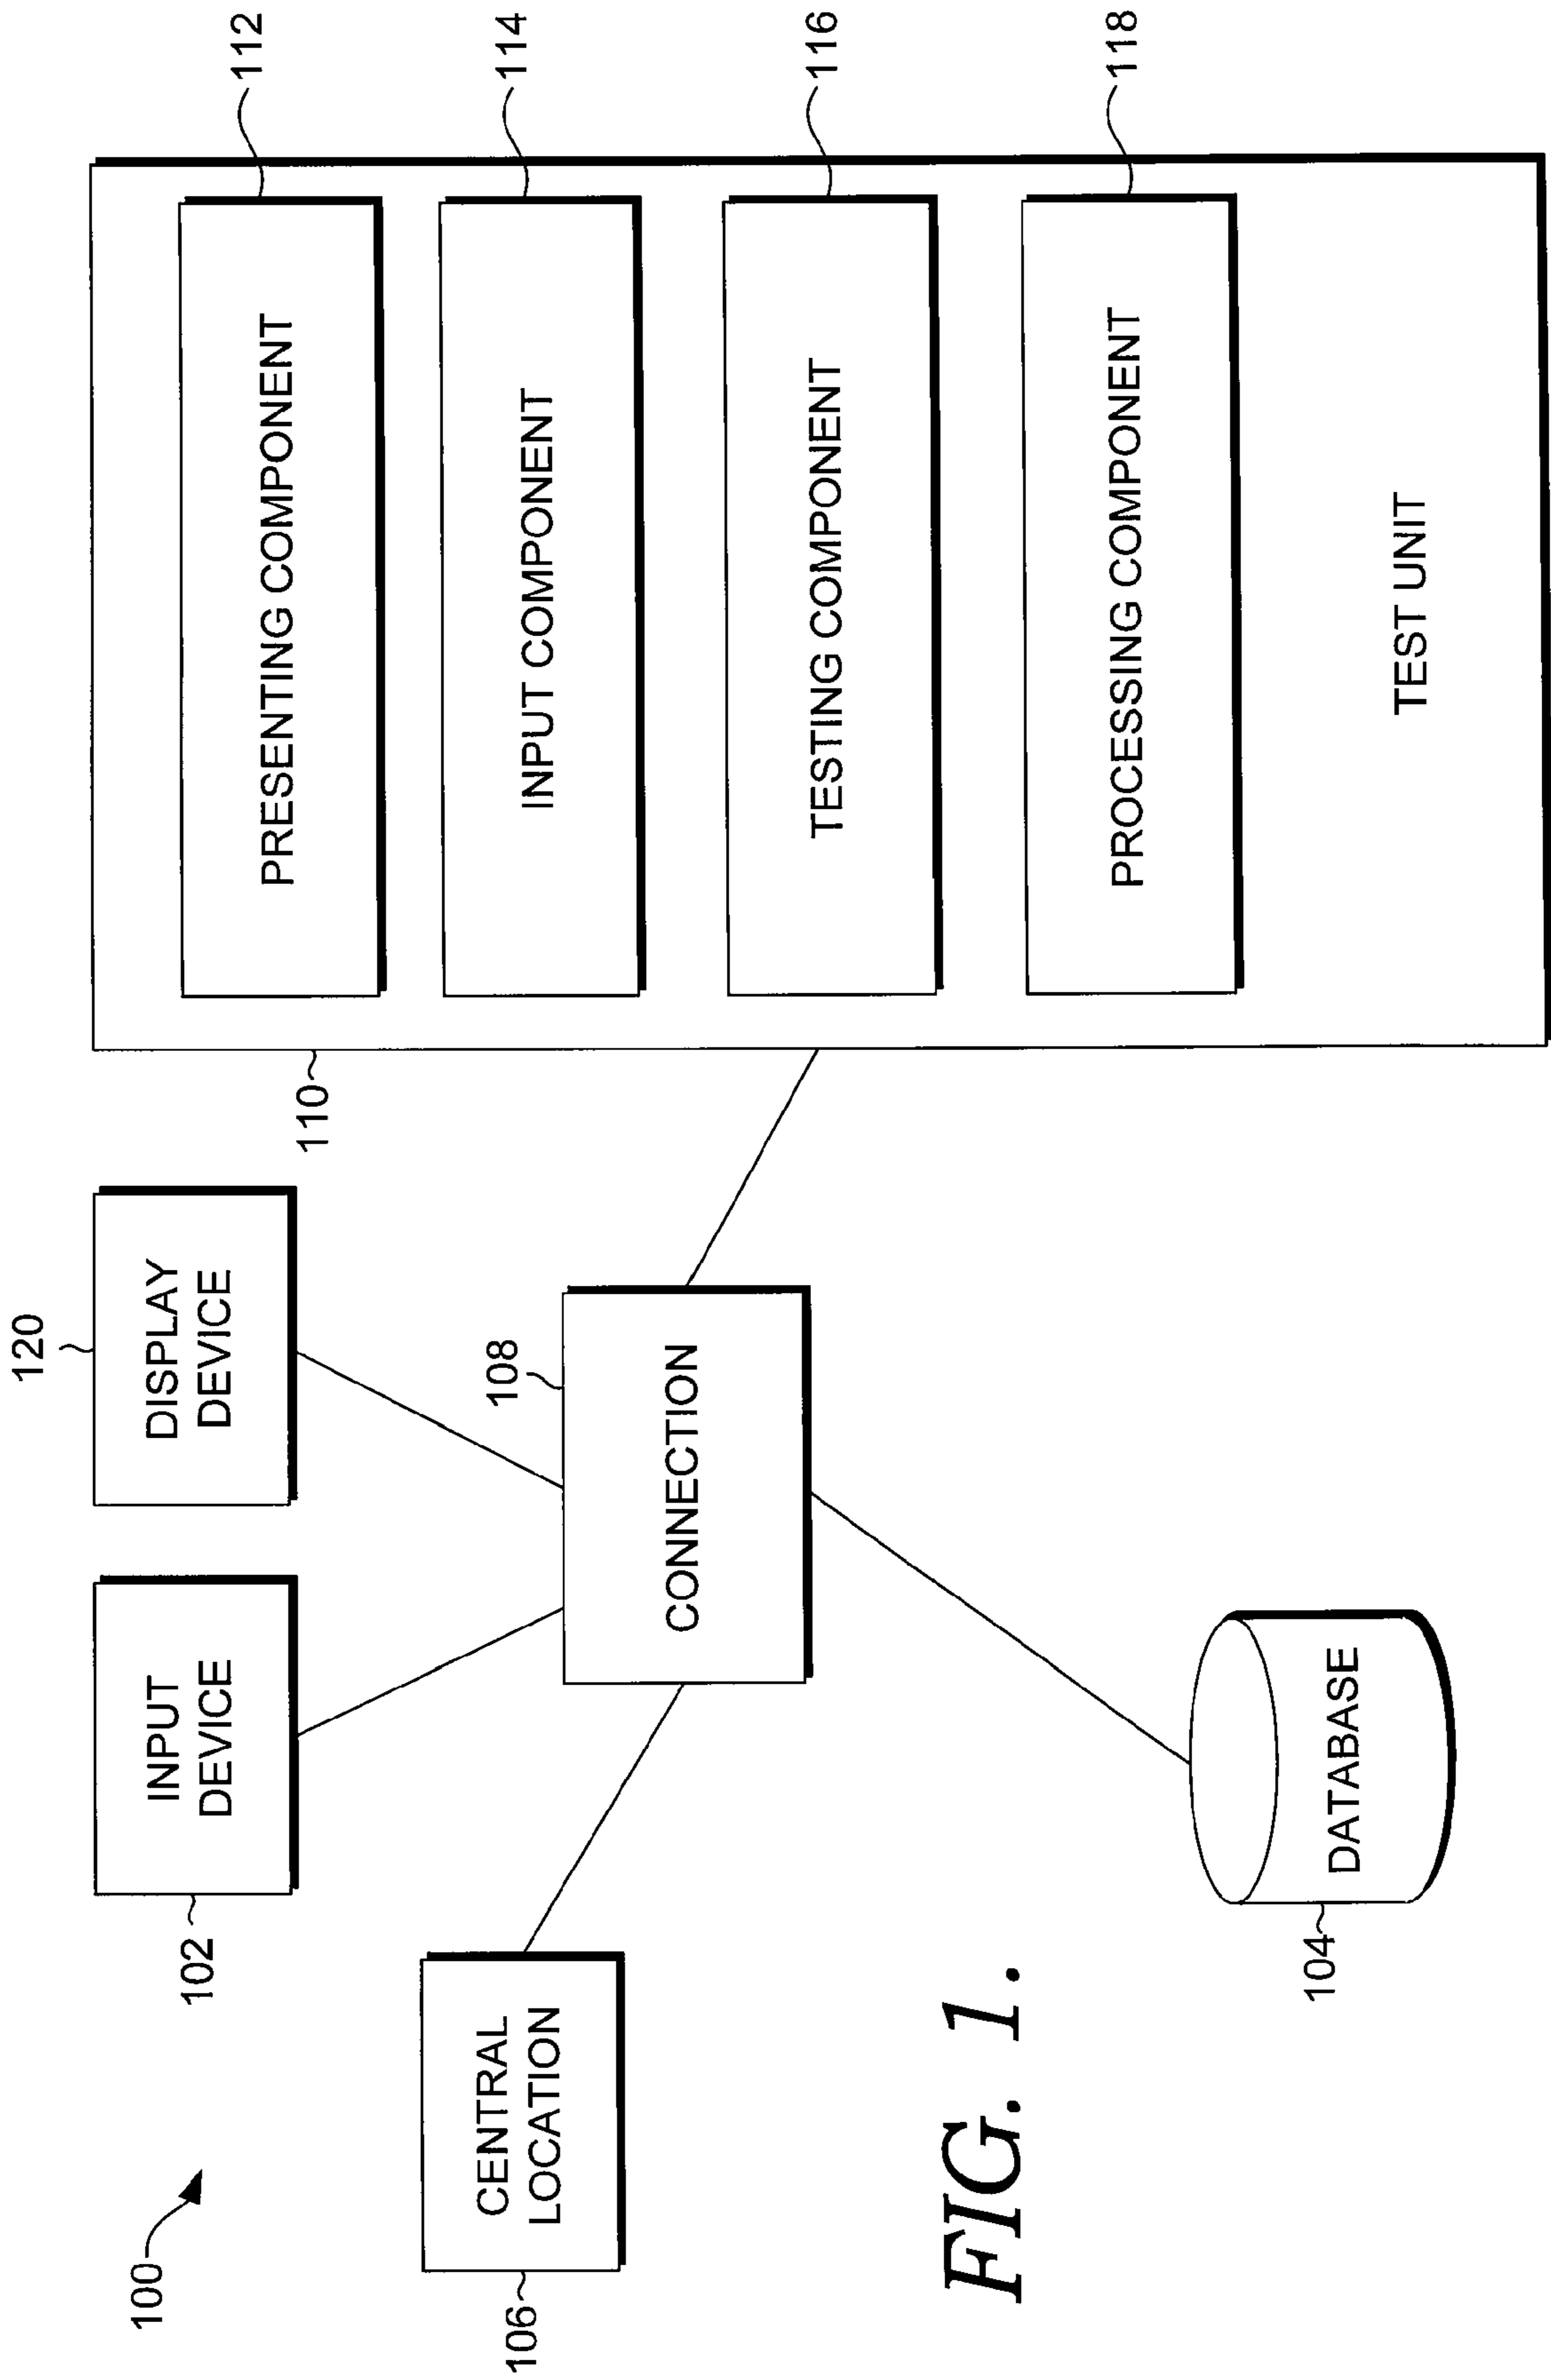 100
102
INPUT
DEVICE
120
DISPLAY
DEVICE
106
CENTRAL
LOCATION
108
CONNECTION
104
DATABASE
110
PRESENTING COMPONENT
112
INPUT COMPONENT
114
TESTING COMPONENT
116
PROCESSING COMPONENT
118
TEST UNIT
FIG. 1.